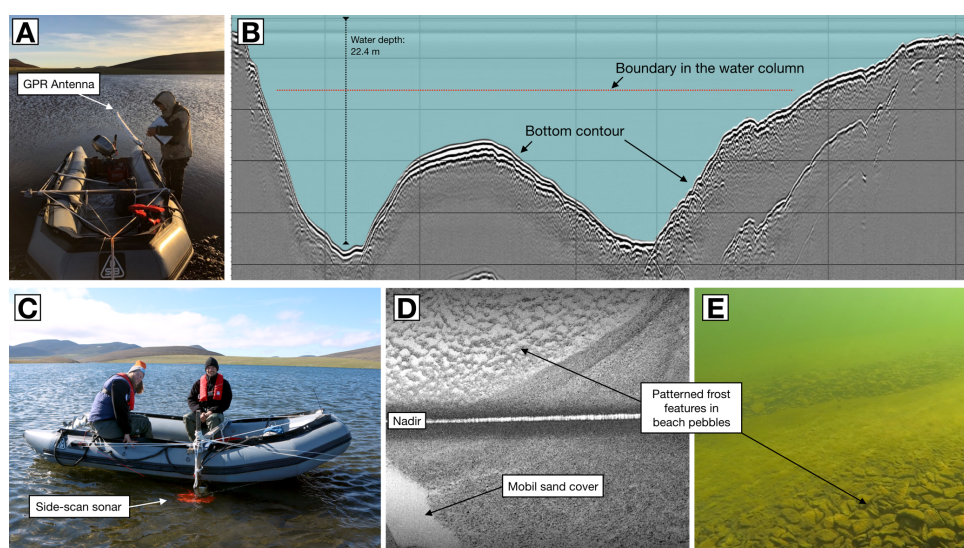 A
GPR Antenna
B
Water depth:
22.4 m
Boundary in the water column
Bottom contour
C
Side-scan sonar
D
Nadir
Mobil sand cover
E
Patterned frost
features in
beach pebbles